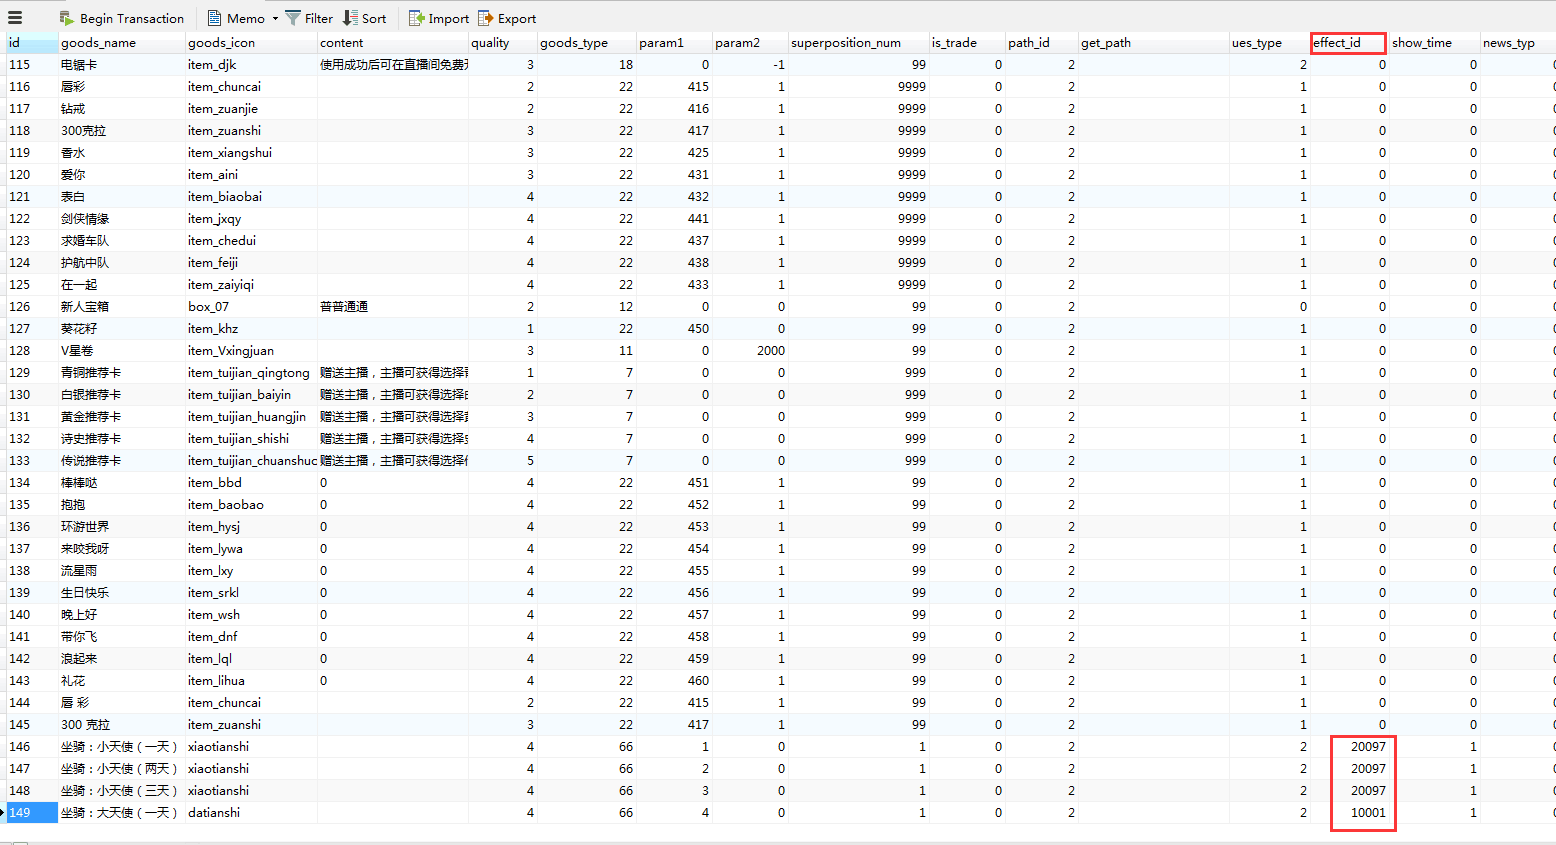 Begin Transaction Memo Filter Sort Import Export
id goods_name goods_icon content quality goods_type param1 param2 superposition_num is_trade path_id get_path ues_type effect_id show_time news_typ
115 电锯卡 item_djk 使用成功后可在直播间免费 3 18 0 -1 99 0 2 2 0 0
116 唇彩 item_chuncai 2 22 415 1 9999 0 2 1 0 0
117 钻戒 item_zuanjie 2 22 416 1 9999 0 2 1 0 0
118 300克拉 item_zuanshi 3 22 417 1 9999 0 2 1 0 0
119 香水 item_xiangshui 3 22 425 1 9999 0 2 1 0 0
120 爱你 item_aini 3 22 431 1 9999 0 2 1 0 0
121 表白 item_biaobai 4 22 432 1 9999 0 2 1 0 0
122 剑侠情缘 item_jxqy 4 22 441 1 9999 0 2 1 0 0
123 求婚车队 item_chedui 4 22 437 1 9999 0 2 1 0 0
124 护航中队 item_feiji 4 22 438 1 9999 0 2 1 0 0
125 在一起 item_zaiyiqi 4 22 433 1 9999 0 2 1 0 0
126 新人宝箱 box_07 普普通通 2 12 0 0 99 0 2 0 0 0
127 葵花籽 item_khz 1 22 450 0 99 0 2 1 0 0
128 V星卷 item_Vxingjuan 3 11 0 2000 99 0 2 1 0 0
129 青铜推荐卡 item_tuijian_qingtong 赠送主播，主播可获得选择 1 7 0 0 999 0 2 1 0 0
130 白银推荐卡 item_tuijian_baiyin 赠送主播，主播可获得选择 2 7 0 0 999 0 2 1 0 0
131 黄金推荐卡 item_tuijian_huangjin 赠送主播，主播可获得选择 3 7 0 0 999 0 2 1 0 0
132 诗史推荐卡 item_tuijian_shishi 赠送主播，主播可获得选择 4 7 0 0 999 0 2 1 0 0
133 传说推荐卡 item_tuijian_chuanshuo 赠送主播，主播可获得选择 5 7 0 0 999 0 2 1 0 0
134 棒棒哒 item_bbd 0 4 22 451 1 99 0 2 1 0 0
135 抱抱 item_baobao 0 4 22 452 1 99 0 2 1 0 0
136 环游世界 item_hysj 0 4 22 453 1 99 0 2 1 0 0
137 来咬我呀 item_lywa 0 4 22 454 1 99 0 2 1 0 0
138 流星雨 item_lxy 0 4 22 455 1 99 0 2 1 0 0
139 生日快乐 item_srkl 0 4 22 456 1 99 0 2 1 0 0
140 晚上好 item_wsh 0 4 22 457 1 99 0 2 1 0 0
141 带你飞 item_dnf 0 4 22 458 1 99 0 2 1 0 0
142 浪起来 item_lql 0 4 22 459 1 99 0 2 1 0 0
143 礼花 item_lihua 0 4 22 460 1 99 0 2 1 0 0
144 唇 彩 item_chuncai 2 22 415 1 99 0 2 1 0 0
145 300 克拉 item_zuanshi 3 22 417 1 99 0 2 1 0 0
146 坐骑：小天使（一天） xiaotianshi 4 66 1 0 1 0 2 2 20097 1
147 坐骑：小天使（两天） xiaotianshi 4 66 2 0 1 0 2 2 20097 1
148 坐骑：小天使（三天） xiaotianshi 4 66 3 0 1 0 2 2 20097 1
149 坐骑：大天使（一天） datianshi 4 66 4 0 1 0 2 2 10001 1